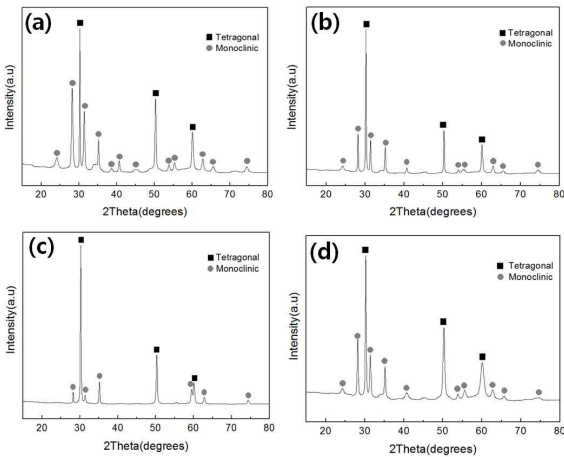 (a)
Tetragonal
Monoclinic
Intensity(a.u)
20 30 40 50 60 70 80
2Theta(degrees)
(b)
Tetragonal
Monoclinic
Intensity(a.u)
20 30 40 50 60 70 80
2Theta(degrees)
(c)
Tetragonal
Monoclinic
Intensity(a.u)
20 30 40 50 60 70 80
2Theta(degrees)
(d)
Tetragonal
Monoclinic
Intensity(a.u)
20 30 40 50 60 70 80
2Theta(degrees)